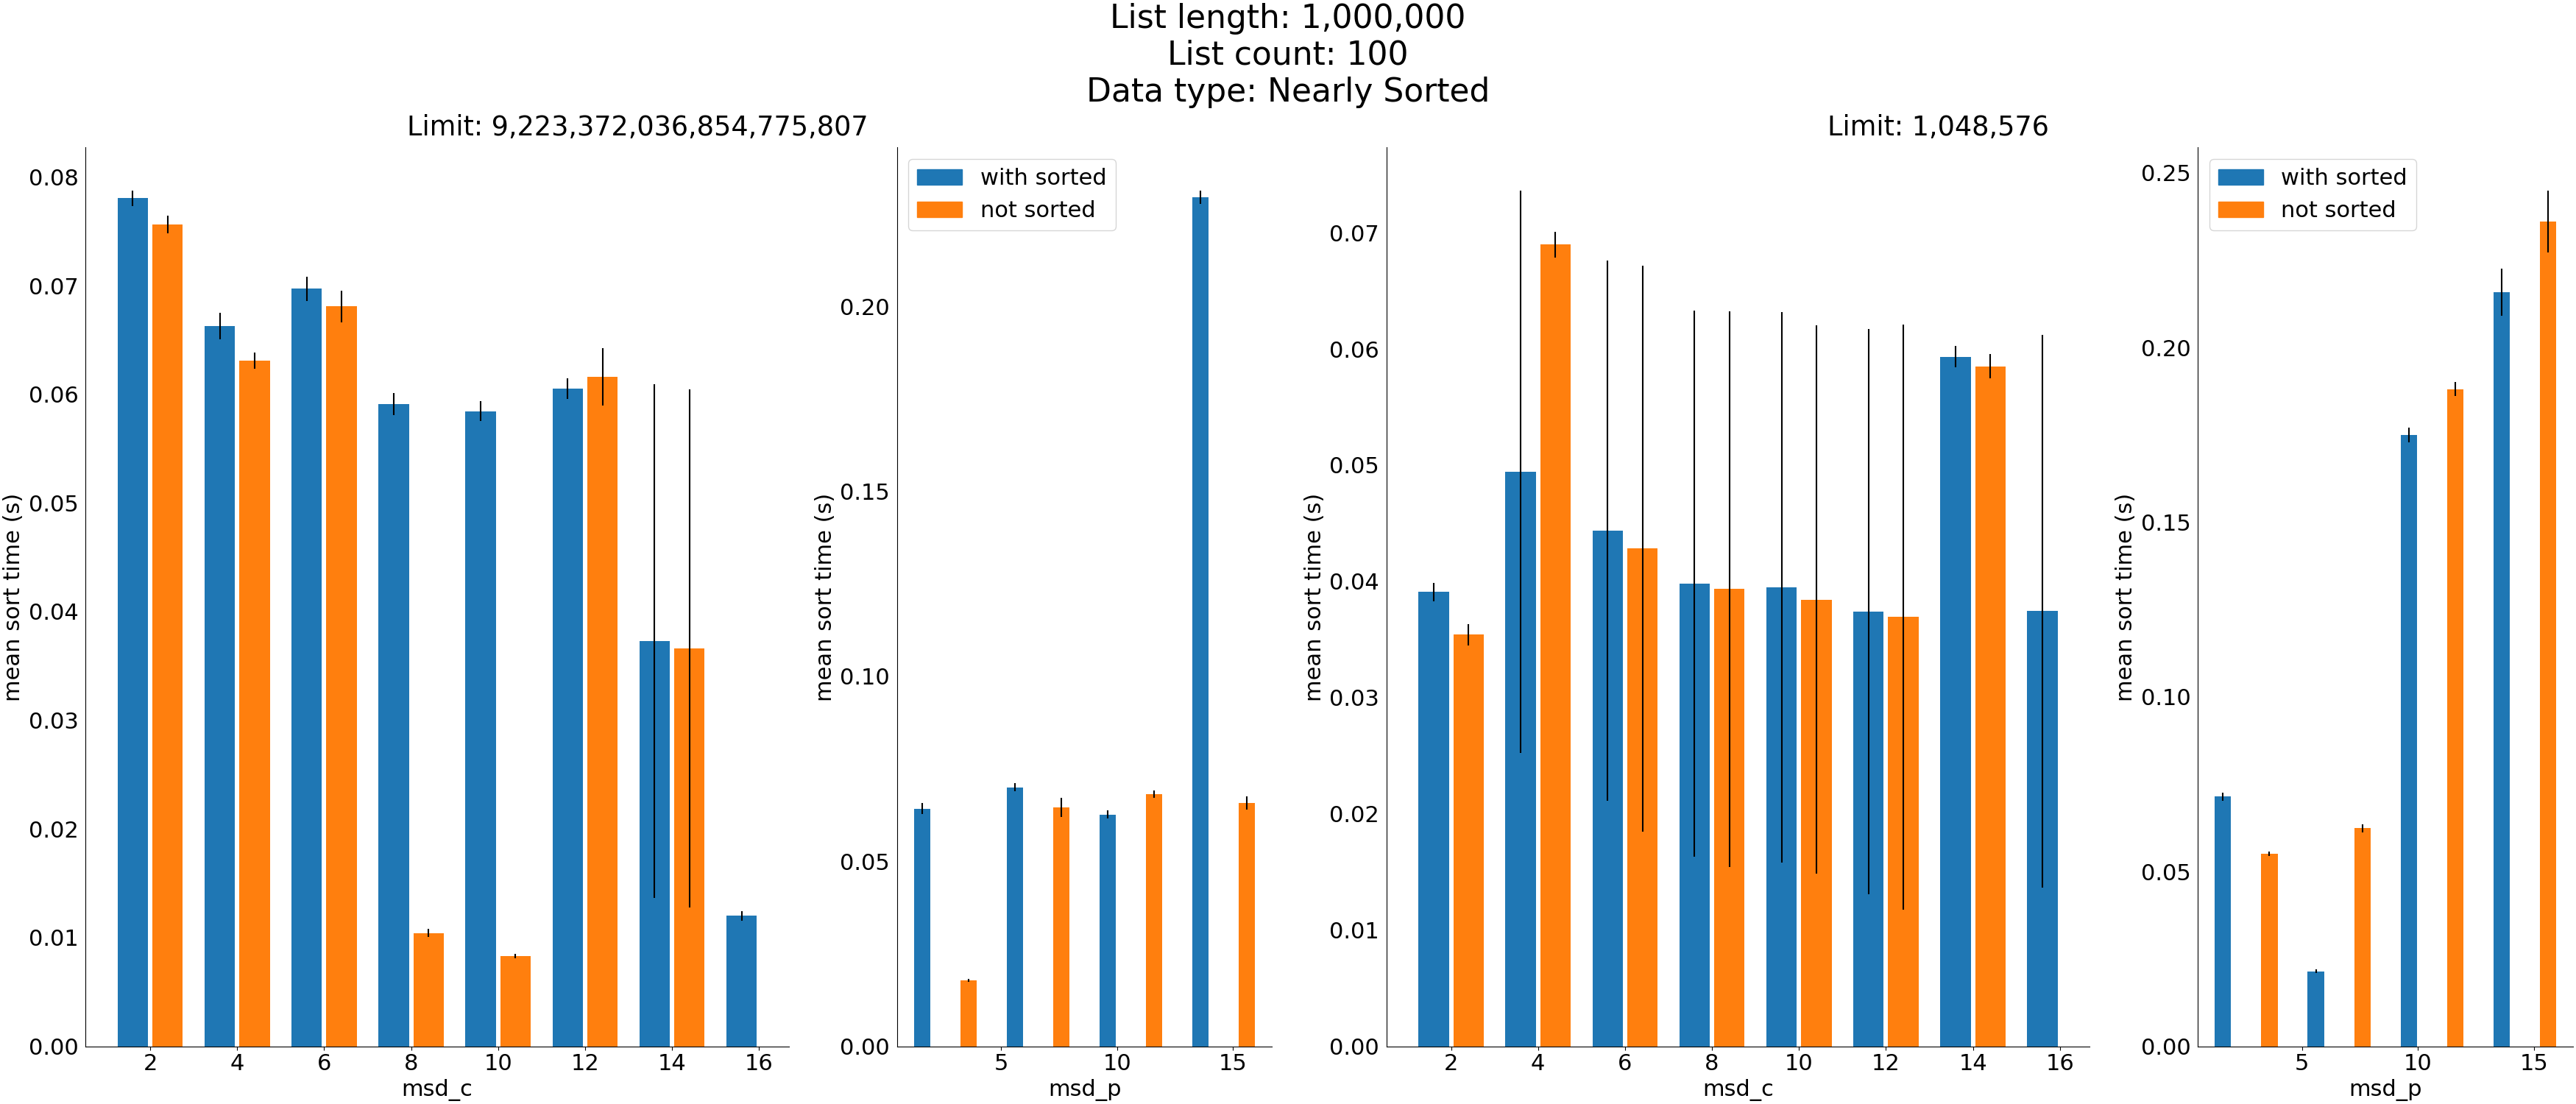 List length: 1,000,000
List count: 100
Data type: Nearly Sorted
Limit: 9,223,372,036,854,775,807
Limit: 1,048,576
mean sort time (s)
0.08
0.07
0.06
0.05
0.04
0.03
0.02
0.01
0.00
2 4 6 8 10 12 14 16
msd_c
mean sort time (s)
0.20
0.15
0.10
0.05
0.00
with sorted
not sorted
5 10 15
msd_p
mean sort time (s)
0.07
0.06
0.05
0.04
0.03
0.02
0.01
0.00
2 4 6 8 10 12 14 16
msd_c
mean sort time (s)
0.25
0.20
0.15
0.10
0.05
0.00
with sorted
not sorted
5 10 15
msd_p